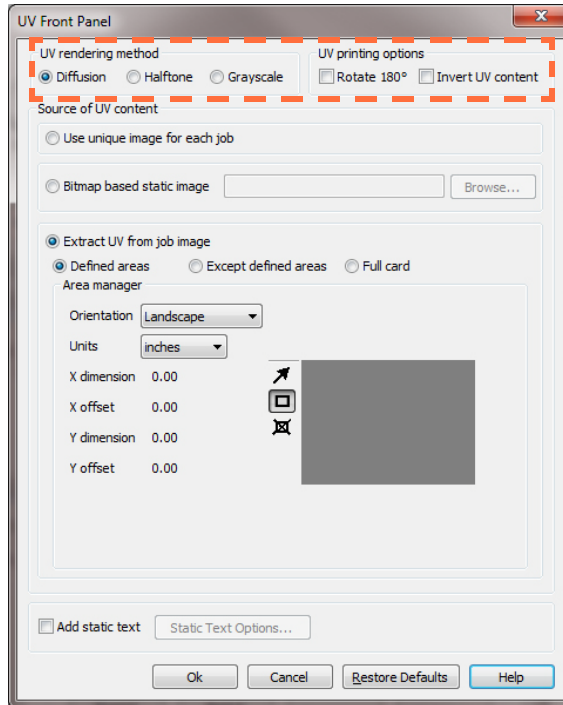 UV Front Panel
UV rendering method
Diffusion Halftone Grayscale
UV printing options
Rotate 180° Invert UV content
Source of UV content
Use unique image for each job
Bitmap based static image Browse...
Extract UV from job image
Defined areas Except defined areas Full card
Area manager
Orientation Landscape
Units inches
X dimension 0.00
X offset 0.00
Y dimension 0.00
Y offset 0.00
Add static text Static Text Options...
Ok Cancel Restore Defaults Help